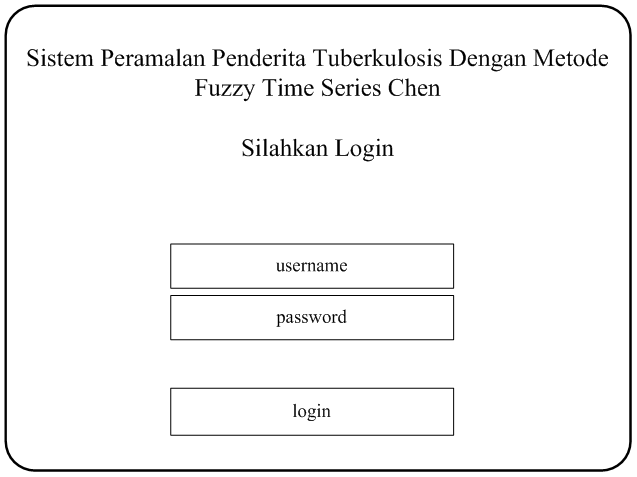 Sistem Peramalan Penderita Tuberkulosis Dengan Metode
Fuzzy Time Series Chen
Silahkan Login
username
password
login